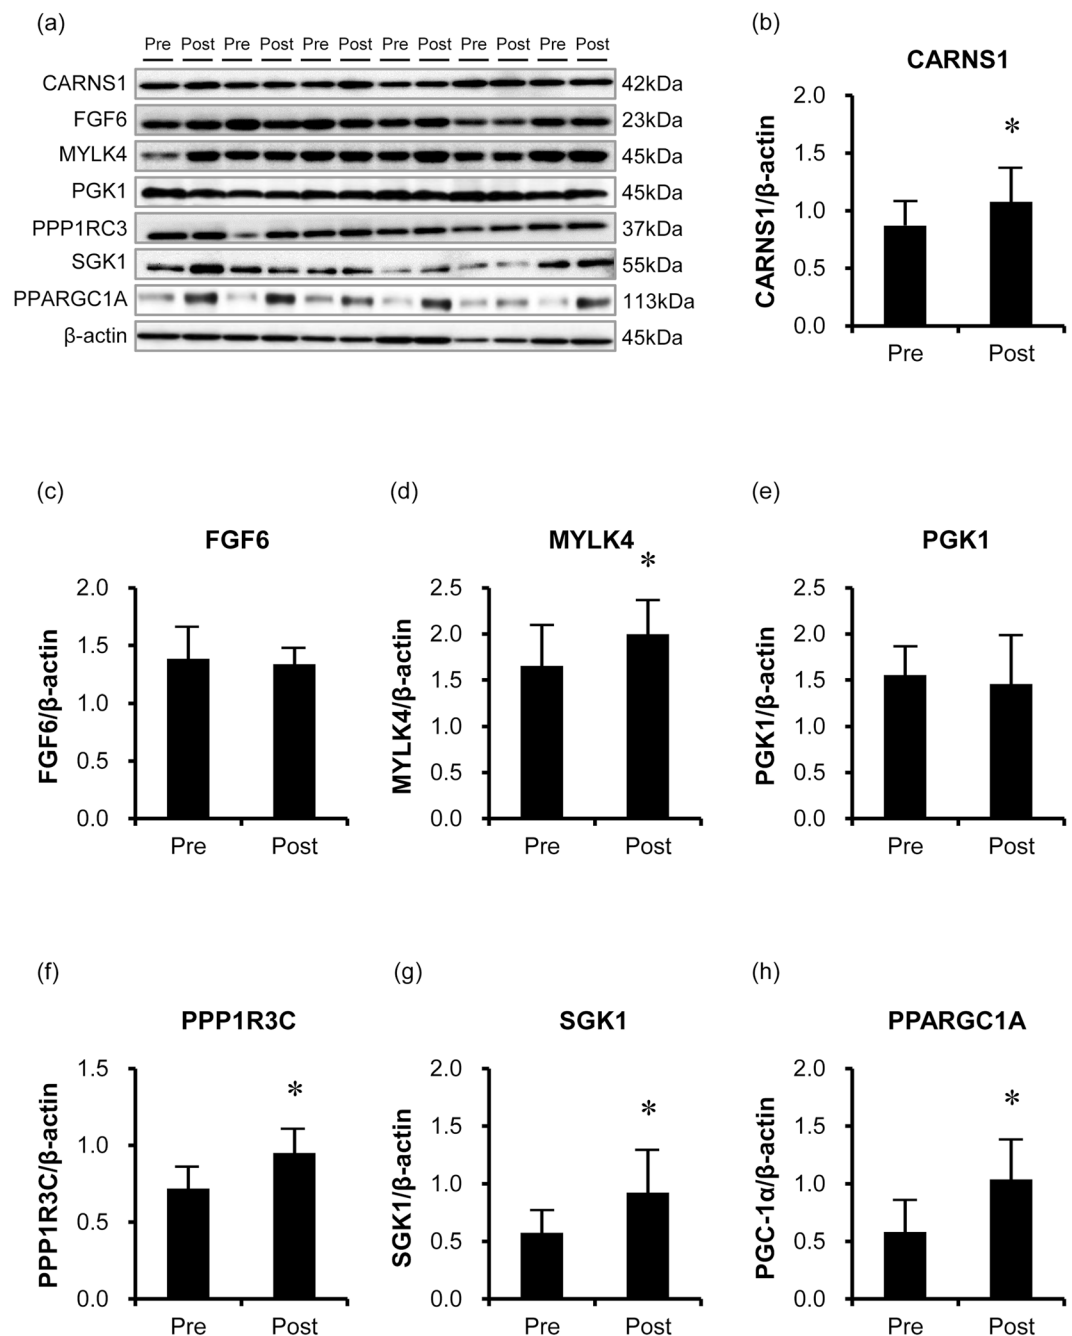 (a)
Pre Post Pre Post Pre Post Pre Post Pre Post Pre Post
CARNS1 42kDa
FGF6 23kDa
MYLK4 45kDa
PGK1 45kDa
PPP1RC3 37kDa
SGK1 55kDa
PPARGC1A 113kDa
β-actin 45kDa
(b)
CARNS1
*
CARNS1/β-actin
2.0
1.5
1.0
0.5
0.0
Pre Post
(c)
FGF6
FGF6/β-actin
2.0
1.5
1.0
0.5
0.0
Pre Post
(d)
MYLK4
*
MYLK4/β-actin
2.5
2.0
1.5
1.0
0.5
0.0
Pre Post
(e)
PGK1
PGK1/β-actin
2.5
2.0
1.5
1.0
0.5
0.0
Pre Post
(f)
PPP1R3C
*
PPP1R3C/β-actin
1.5
1.0
0.5
0.0
Pre Post
(g)
SGK1
*
SGK1/β-actin
2.0
1.5
1.0
0.5
0.0
Pre Post
(h)
PPARGC1A
*
PGC-1α/β-actin
2.0
1.5
1.0
0.5
0.0
Pre Post